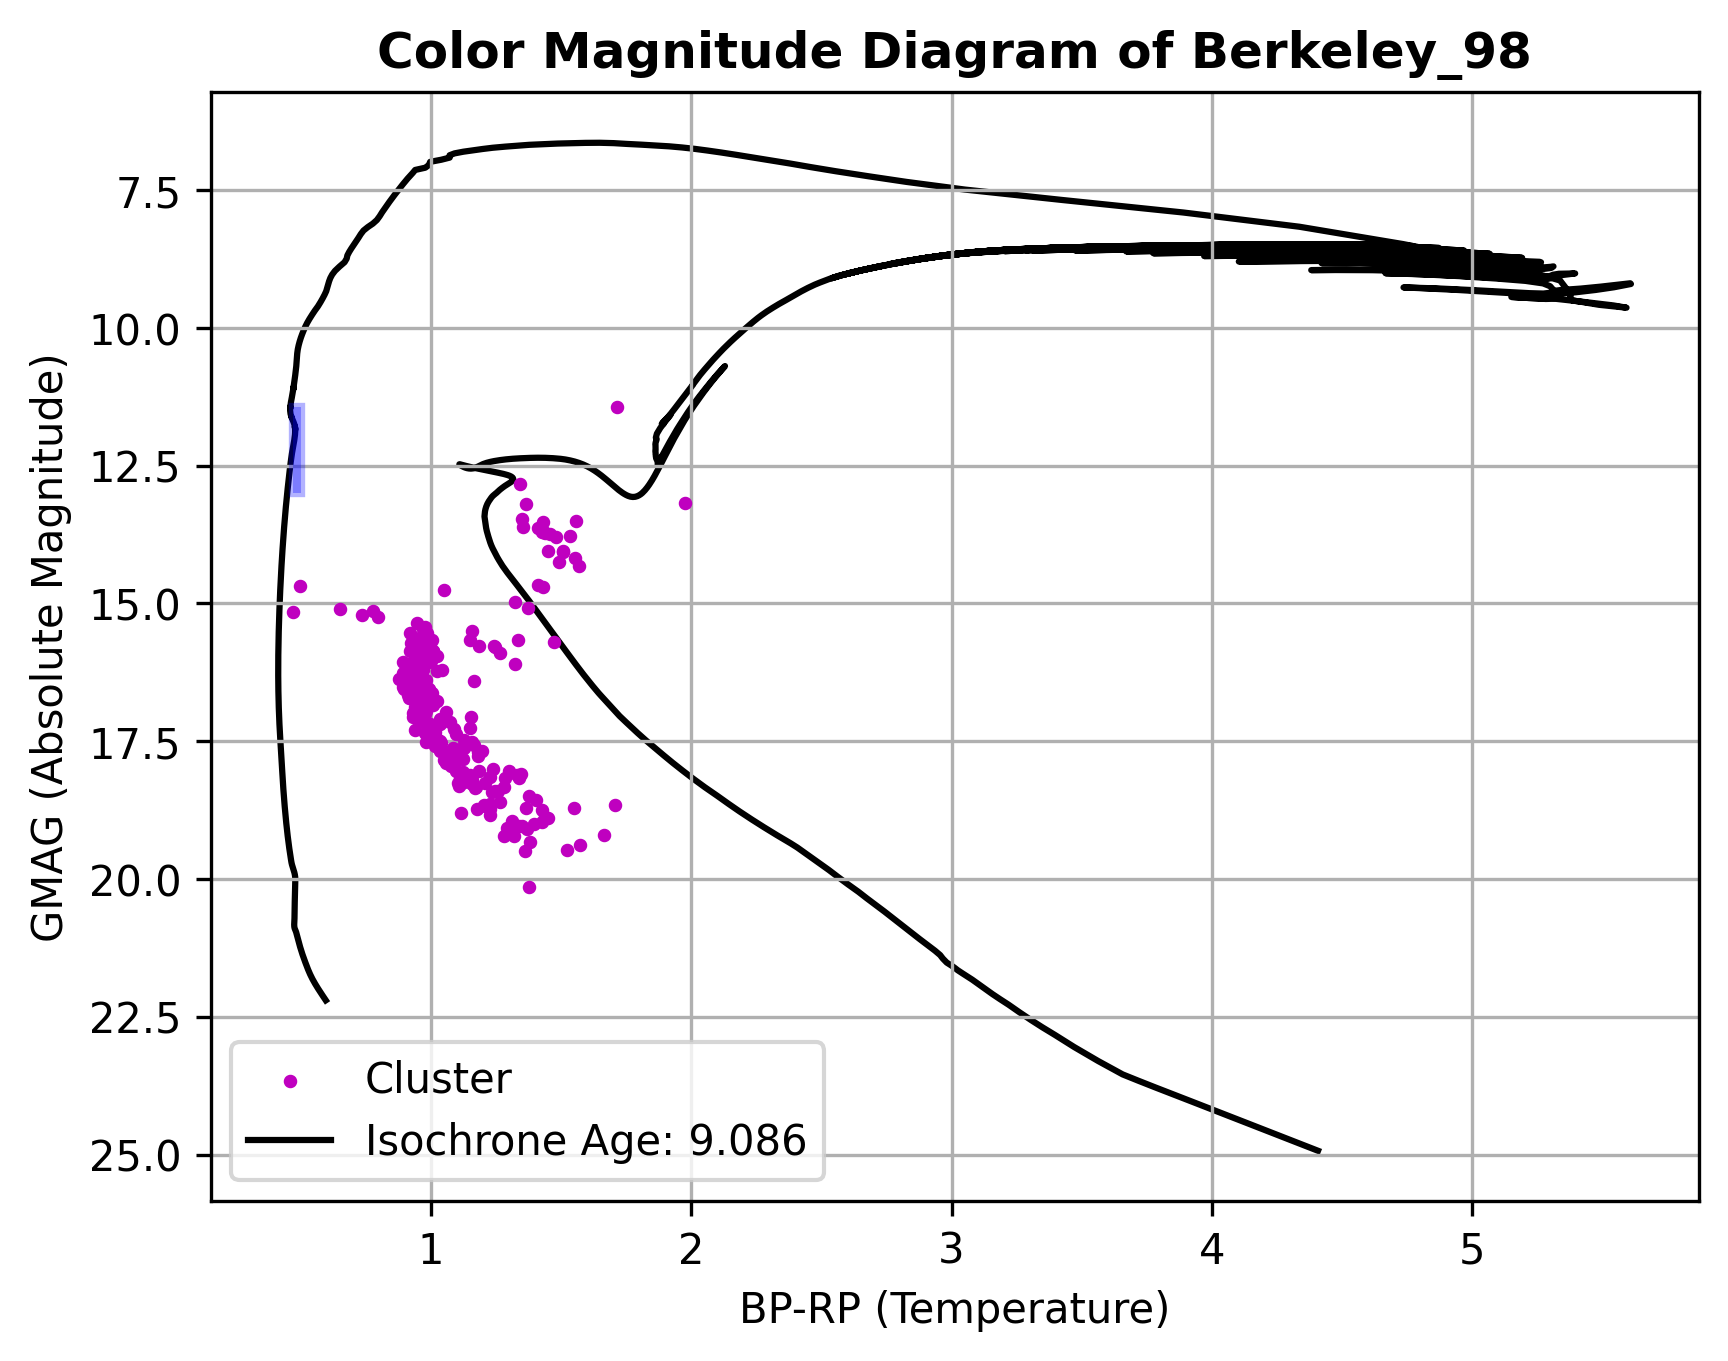 Color Magnitude Diagram of Berkeley_98
GMAG (Absolute Magnitude)
7.5
10.0
12.5
15.0
17.5
20.0
22.5
25.0
Cluster
Isochrone Age: 9.086
1 2 3 4 5
BP-RP (Temperature)